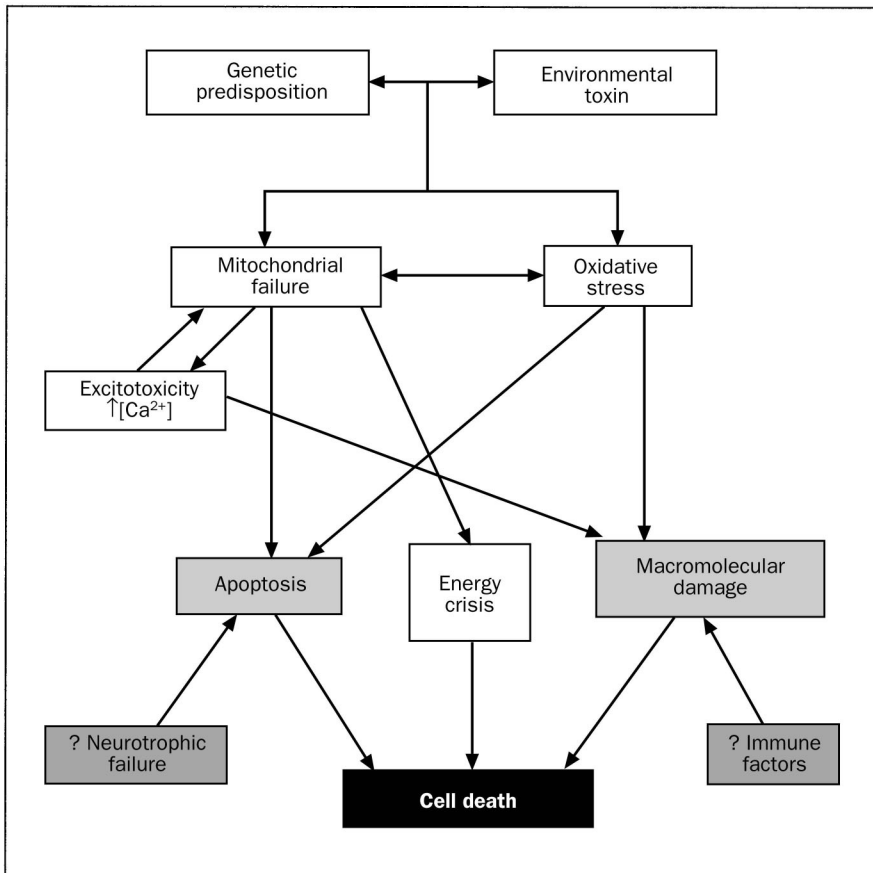 Genetic
predisposition
Environmental
toxin
Mitochondrial
failure
Oxidative
stress
Excitotoxicity
↑[Ca²⁺]
Apoptosis
Energy
crisis
Macromolecular
damage
? Neurotrophic
failure
? Immune
factors
Cell death